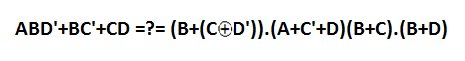 ABD'+BC'+CD =?= (B+(C⊕D')).(A+C'+D)(B+C).(B+D)